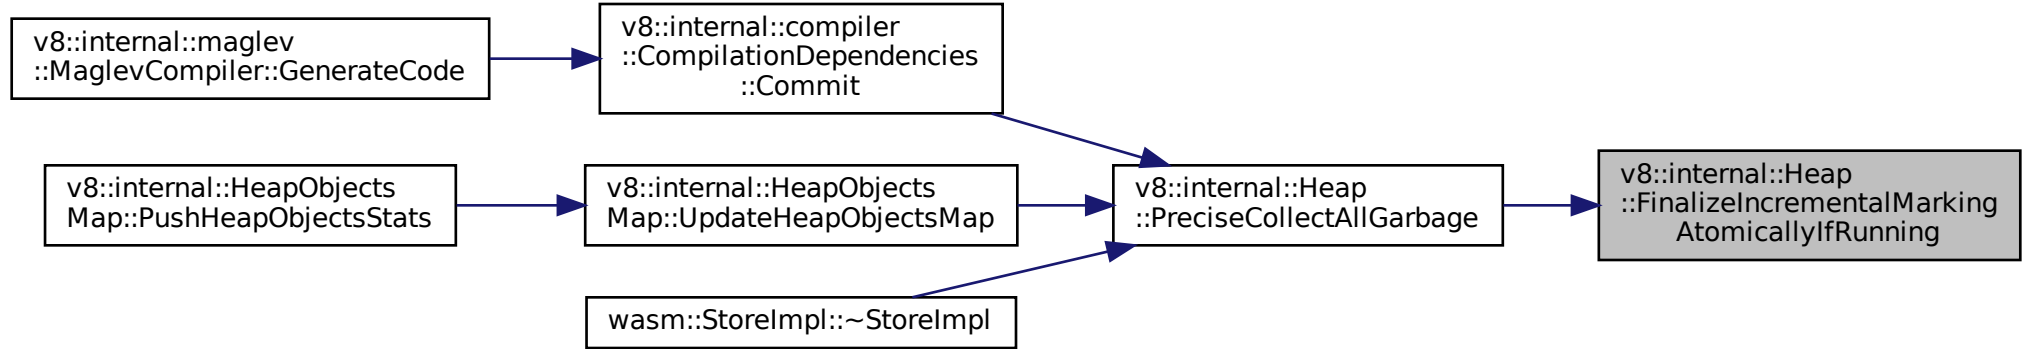 v8::internal::maglev
::MaglevCompiler::GenerateCode
v8::internal::compiler
::CompilationDependencies
::Commit
v8::internal::HeapObjects
Map::PushHeapObjectsStats
v8::internal::HeapObjects
Map::UpdateHeapObjectsMap
wasm::StoreImpl::~StoreImpl
v8::internal::Heap
::PreciseCollectAllGarbage
v8::internal::Heap
::FinalizeIncrementalMarking
AtomicallyIfRunning